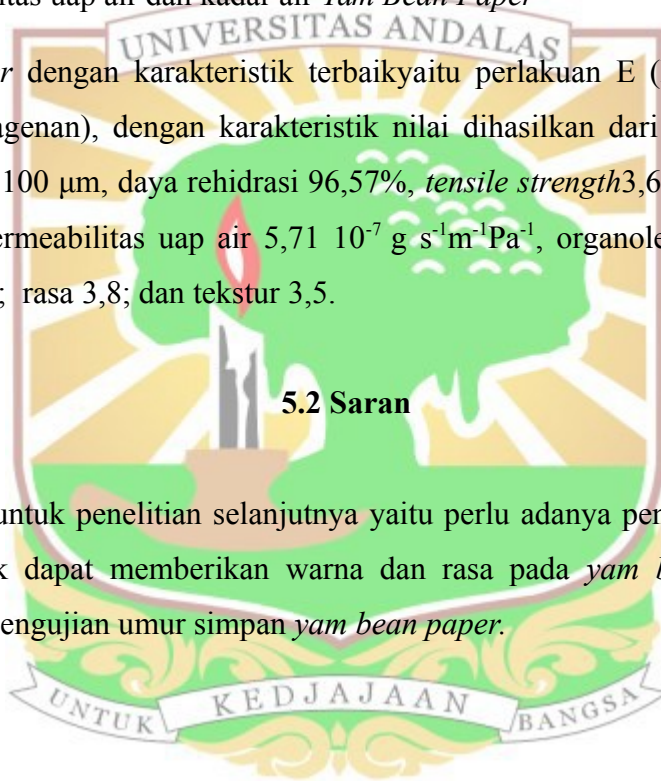 tas uap air dan kadar air Yam Bean Paper
UNIVERSITAS ANDALAS
r dengan karakteristik terbaikyaitu perlakuan E (
agenan), dengan karakteristik nilai dihasilkan dari
100 μm, daya rehidrasi 96,57%, tensile strength3,6
ermeabilitas uap air 5,71 10⁻⁷ g s⁻¹m⁻¹Pa⁻¹, organole
; rasa 3,8; dan tekstur 3,5.
5.2 Saran
untuk penelitian selanjutnya yaitu perlu adanya per
k dapat memberikan warna dan rasa pada yam b
engujian umur simpan yam bean paper.
UNTUK KEDJAJAAN BANGSA